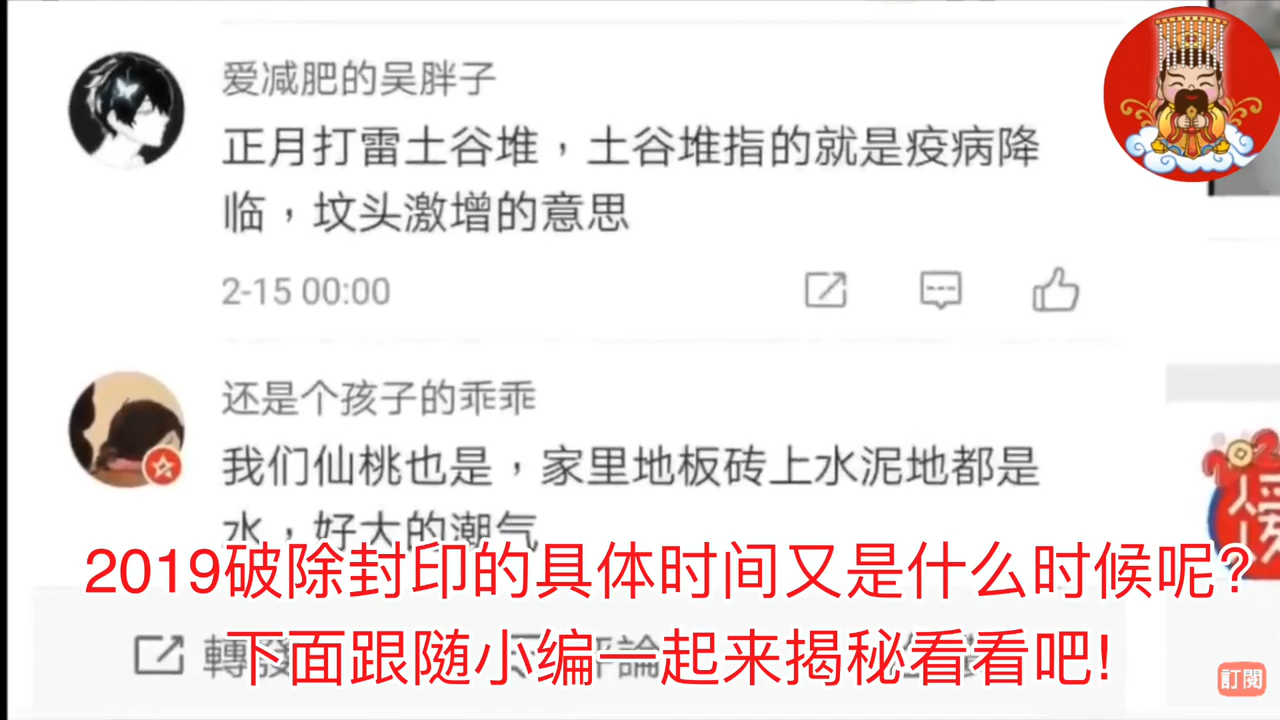 爱减肥的吴胖子
正月打雷土谷堆，土谷堆指的就是疫病降
临，坟头激增的意思
2-15 00:00
还是个孩子的乖乖
我们仙桃也是，家里地板砖上水泥地都是
水，好大的潮气
2019破除封印的具体时间又是什么时候呢?
轉發
評論
下面跟随小编一起来揭秘看看吧!
訂閱